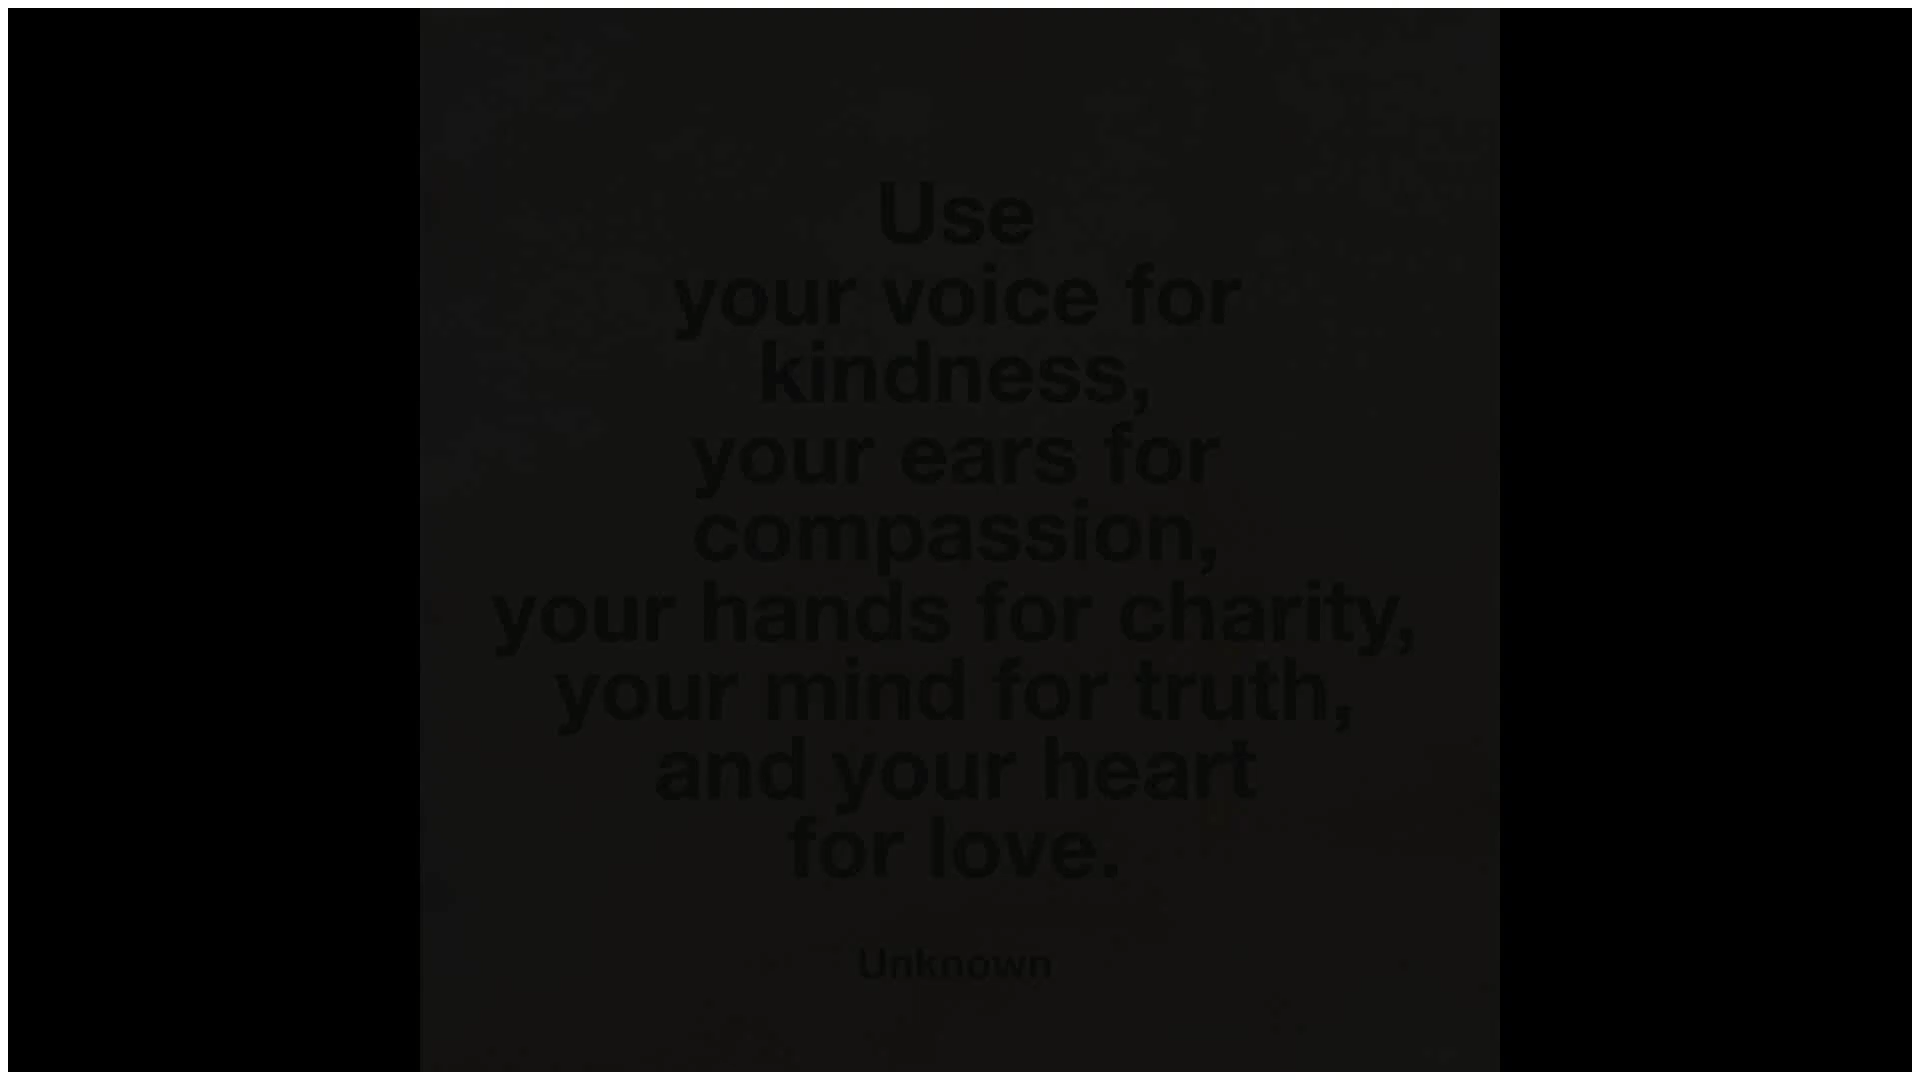 Use
your voice for
kindness,
your ears for
compassion,
your hands for charity,
your mind for truth,
and your heart
for love.
Unknown